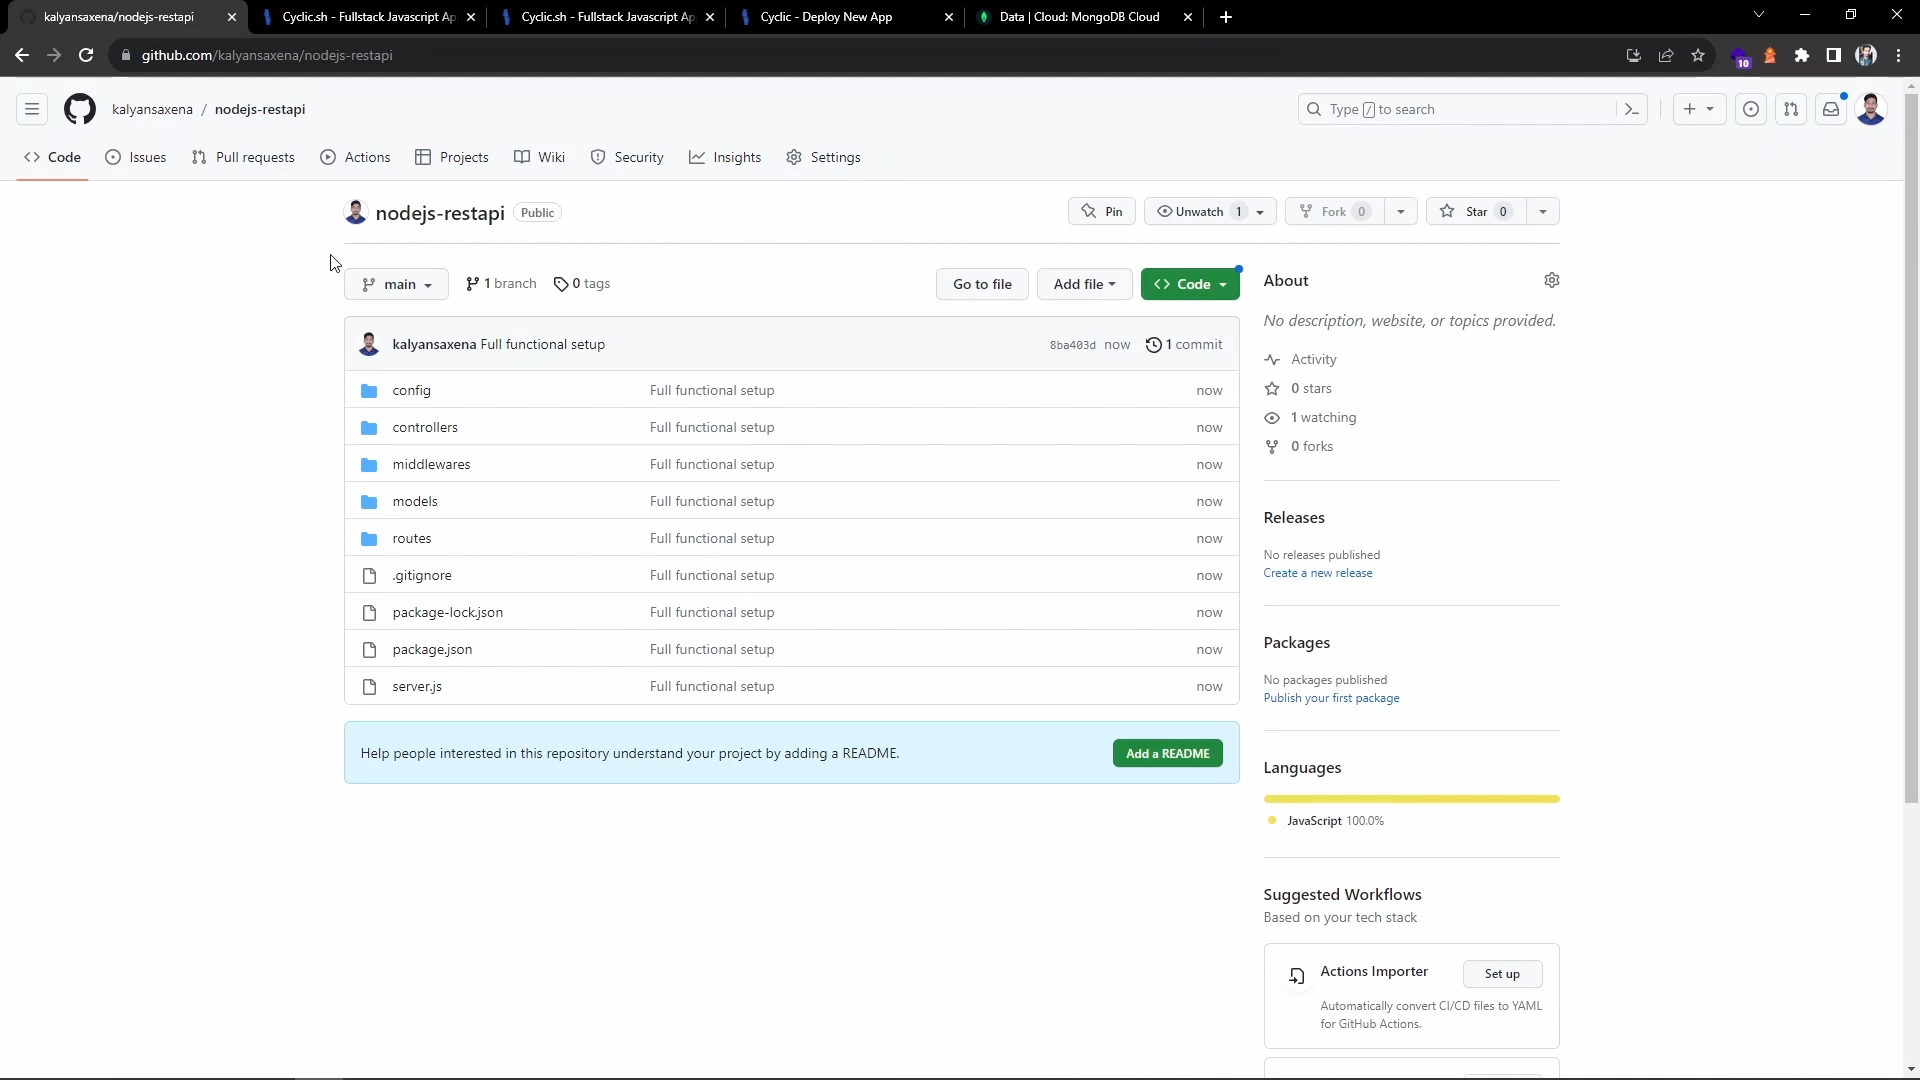 kalyansaxena/nodejs-restapi
Cyclic.sh - Fullstack Javascript Ap
Cyclic.sh - Fullstack Javascript Ap
Cyclic - Deploy New App
Data | Cloud: MongoDB Cloud
github.com/kalyansaxena/nodejs-restapi
10
kalyansaxena / nodejs-restapi
Type / to search
Code
Issues
Pull requests
Actions
Projects
Wiki
Security
Insights
Settings
nodejs-restapi Public
Pin
Unwatch 1
Fork 0
Star 0
main
1 branch
0 tags
Go to file
Add file
Code
kalyansaxena Full functional setup
8ba403d now
1 commit
config Full functional setup now
controllers Full functional setup now
middlewares Full functional setup now
models Full functional setup now
routes Full functional setup now
.gitignore Full functional setup now
package-lock.json Full functional setup now
package.json Full functional setup now
server.js Full functional setup now
Help people interested in this repository understand your project by adding a README.
Add a README
About
No description, website, or topics provided.
Activity
0 stars
1 watching
0 forks
Releases
No releases published
Create a new release
Packages
No packages published
Publish your first package
Languages
JavaScript 100.0%
Suggested Workflows
Based on your tech stack
Actions Importer
Set up
Automatically convert CI/CD files to YAML
for GitHub Actions.